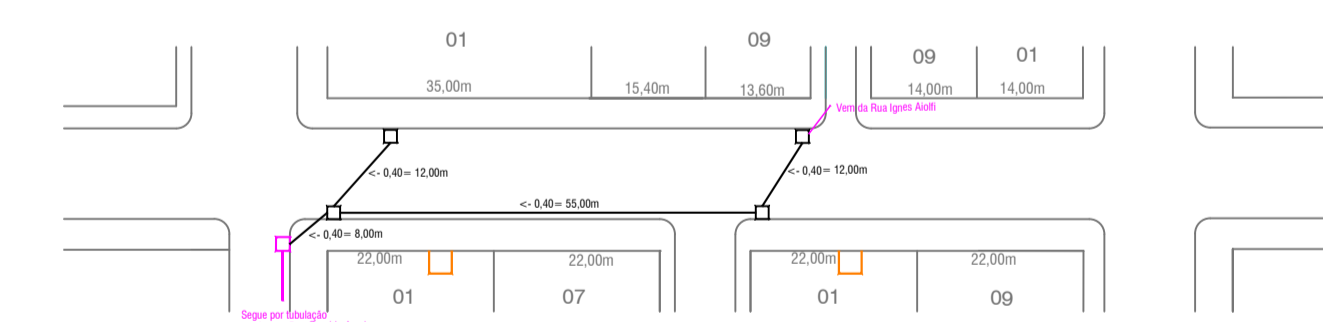 01
09
09
01
35,00m
15,40m
13,60m
14,00m
14,00m
Vem da Rua Ignes Aiolfi
<- 0,40= 12,00m
<- 0,40= 12,00m
<- 0,40= 55,00m
<- 0,40= 8,00m
22,00m
22,00m
22,00m
22,00m
01
07
01
09
Segue por tubulação